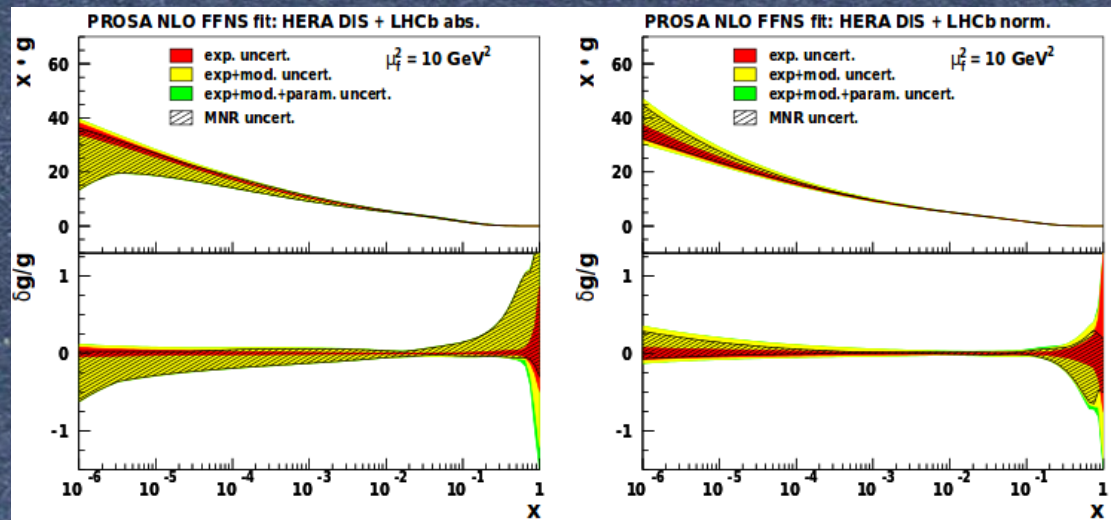 PROSA NLO FFNS fit: HERA DIS + LHCb abs.
x * g
60
40
20
0
exp. uncert.
exp+mod. uncert.
exp+mod.+param. uncert.
MNR uncert.
μ_f² = 10 GeV²
δg/g
1
0
-1
10⁻⁶ 10⁻⁵ 10⁻⁴ 10⁻³ 10⁻² 10⁻¹ 1
x
PROSA NLO FFNS fit: HERA DIS + LHCb norm.
x * g
60
40
20
0
exp. uncert.
exp+mod. uncert.
exp+mod.+param. uncert.
MNR uncert.
μ_f² = 10 GeV²
δg/g
1
0
-1
10⁻⁶ 10⁻⁵ 10⁻⁴ 10⁻³ 10⁻² 10⁻¹ 1
x